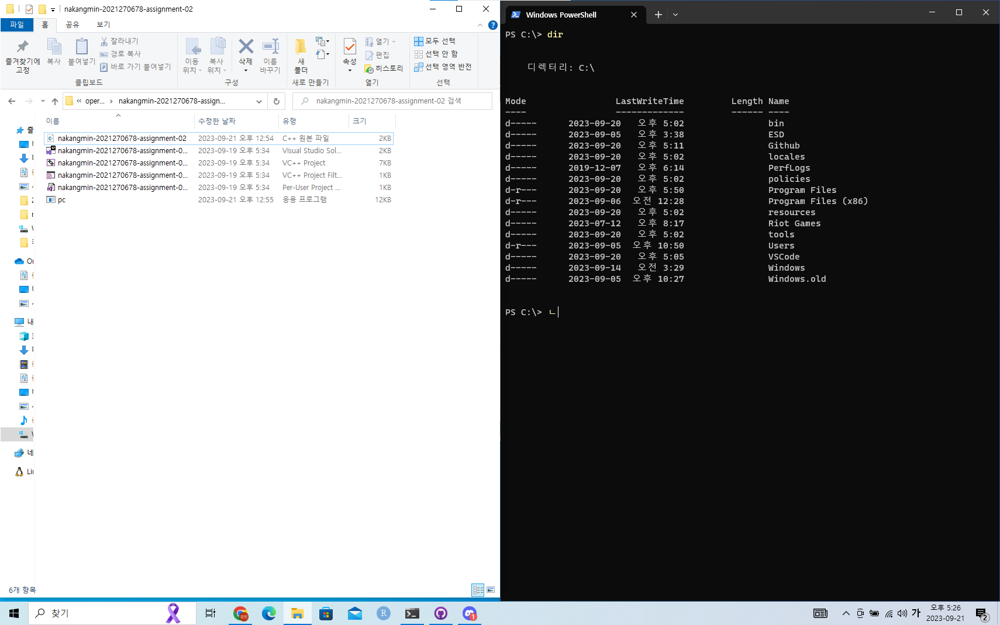 nakangmin-2021270678-assignment-02
파일 홈 공유 보기
즐겨찾기에 고정
복사
붙여넣기
잘라내기
경로 복사
바로 가기 붙여넣기
클립보드
이동 위치
복사 위치
삭제
이름 바꾸기
구성
새 폴더
새로 만들기
속성
열기
편집
히스토리
열기
모두 선택
선택 안 함
선택 영역 반전
선택
« oper... › nakangmin-2021270678-assign...
nakangmin-2021270678-assignment-02 검색
이름 수정한 날짜 유형 크기
nakangmin-2021270678-assignment-02 2023-09-21 오후 12:54 C++ 원본 파일 2KB
nakangmin-2021270678-assignment-0... 2023-09-19 오후 5:34 Visual Studio Sol... 2KB
nakangmin-2021270678-assignment-0... 2023-09-19 오후 5:34 VC++ Project 7KB
nakangmin-2021270678-assignment-0... 2023-09-19 오후 5:34 VC++ Project Filt... 1KB
nakangmin-2021270678-assignment-0... 2023-09-19 오후 5:34 Per-User Project ... 1KB
pc 2023-09-21 오후 12:55 응용 프로그램 12KB
즐
내
네
6개 항목
Windows PowerShell
PS C:\> dir
디렉터리: C:\
Mode LastWriteTime Length Name
---- ------------- ------ ----
d----- 2023-09-20 오후 5:02 bin
d----- 2023-09-05 오후 3:38 ESD
d----- 2023-09-20 오후 5:11 Github
d----- 2023-09-20 오후 5:02 locales
d----- 2019-12-07 오후 6:14 PerfLogs
d----- 2023-09-20 오후 5:02 policies
d-r--- 2023-09-20 오후 5:50 Program Files
d-r--- 2023-09-06 오전 12:28 Program Files (x86)
d----- 2023-09-20 오후 5:02 resources
d----- 2023-07-12 오후 8:17 Riot Games
d----- 2023-09-20 오후 5:02 tools
d-r--- 2023-09-05 오후 10:50 Users
d----- 2023-09-20 오후 5:05 VSCode
d----- 2023-09-14 오전 3:29 Windows
d----- 2023-09-05 오후 10:27 Windows.old
PS C:\> ㄴ
찾기
가
오후 5:26
2023-09-21
2